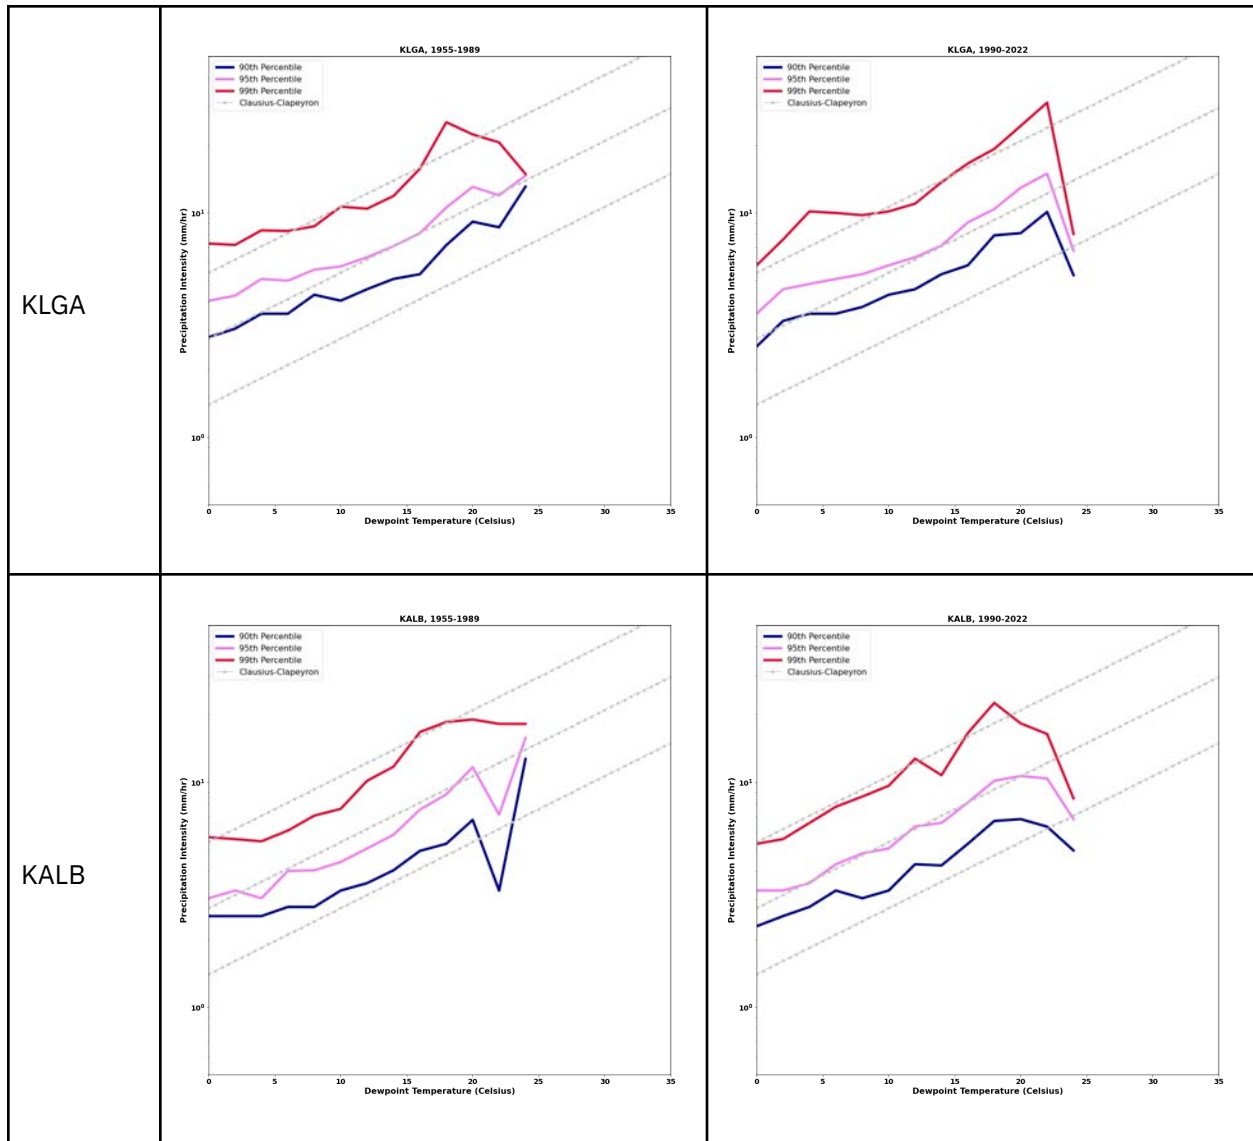 KLGA
KLGA, 1955-1989
90th Percentile
95th Percentile
99th Percentile
Clausius-Clapeyron
Precipitation Intensity (mm/hr)
10¹
10⁰
0 5 10 15 20 25 30 35
Dewpoint Temperature (Celsius)
KLGA, 1990-2022
90th Percentile
95th Percentile
99th Percentile
Clausius-Clapeyron
Precipitation Intensity (mm/hr)
10¹
10⁰
0 5 10 15 20 25 30 35
Dewpoint Temperature (Celsius)
KALB
KALB, 1955-1989
90th Percentile
95th Percentile
99th Percentile
Clausius-Clapeyron
Precipitation Intensity (mm/hr)
10¹
10⁰
0 5 10 15 20 25 30 35
Dewpoint Temperature (Celsius)
KALB, 1990-2022
90th Percentile
95th Percentile
99th Percentile
Clausius-Clapeyron
Precipitation Intensity (mm/hr)
10¹
10⁰
0 5 10 15 20 25 30 35
Dewpoint Temperature (Celsius)